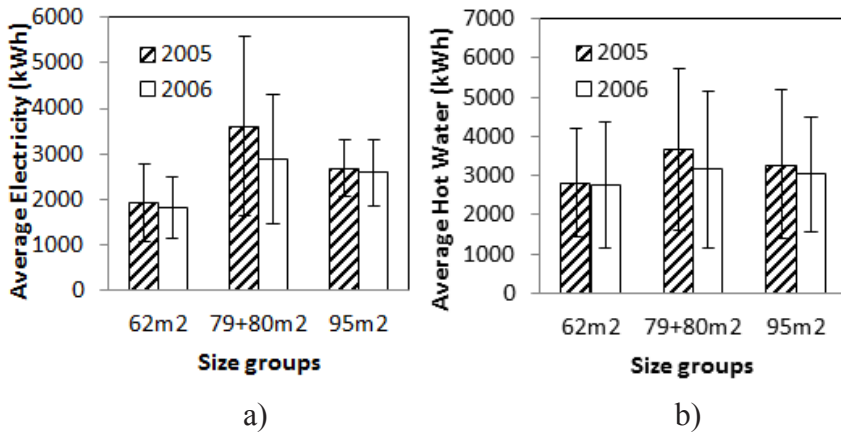 6000
5000
4000
3000
2000
1000
0
Average Electricity (kWh)
2005
2006
62m2 79+80m2 95m2
Size groups
a)
7000
6000
5000
4000
3000
2000
1000
0
Average Hot Water (kWh)
2005
2006
62m2 79+80m2 95m2
Size groups
b)